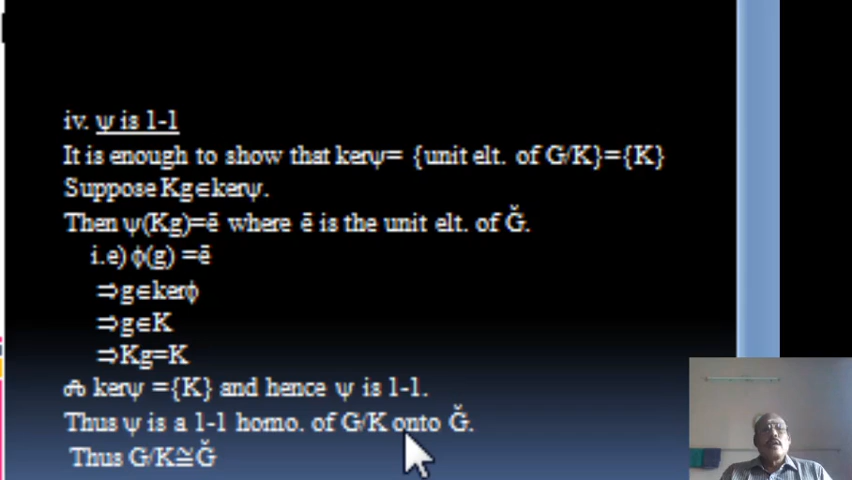 iv. ψ is 1-1
It is enough to show that kerψ= {unit elt. of G/K}={K}
Suppose Kg∈kerψ.
Then ψ(Kg)=ē where ē is the unit elt. of Ğ.
i.e) ϕ(g) =ē
⇒g∈kerϕ
⇒g∈K
⇒Kg=K
kerψ ={K} and hence ψ is 1-1.
Thus ψ is a 1-1 homo. of G/K onto Ğ.
Thus G/K≅Ğ